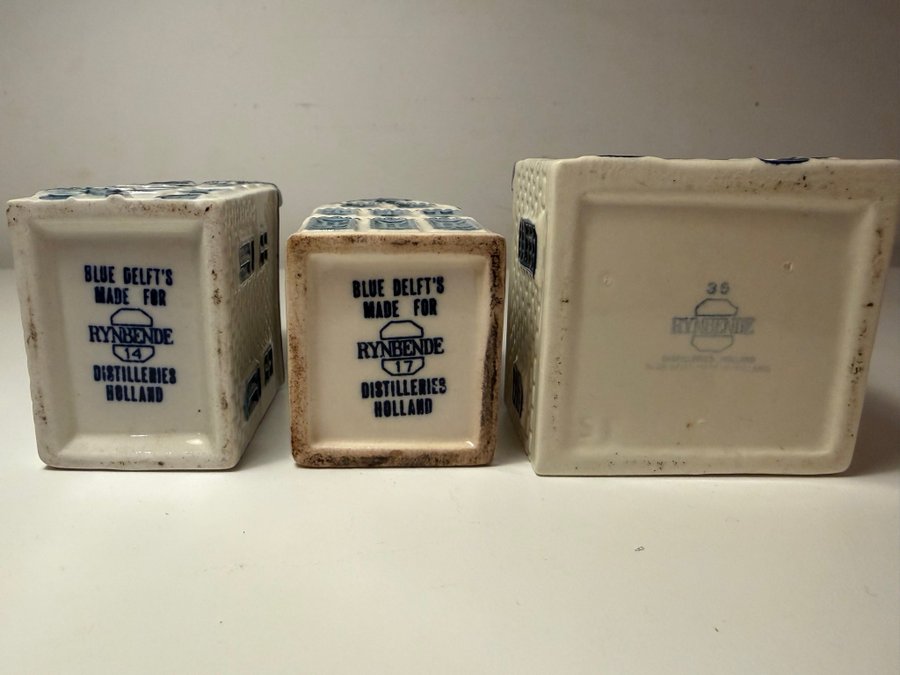 BLUE DELFT'S
MADE FOR
RYNBENDE
14
DISTILLERIES
HOLLAND
BLUE DELFT'S
MADE FOR
RYNBENDE
17
DISTILLERIES
HOLLAND
RYNBENDE
DISTILLERIES HOLLAND